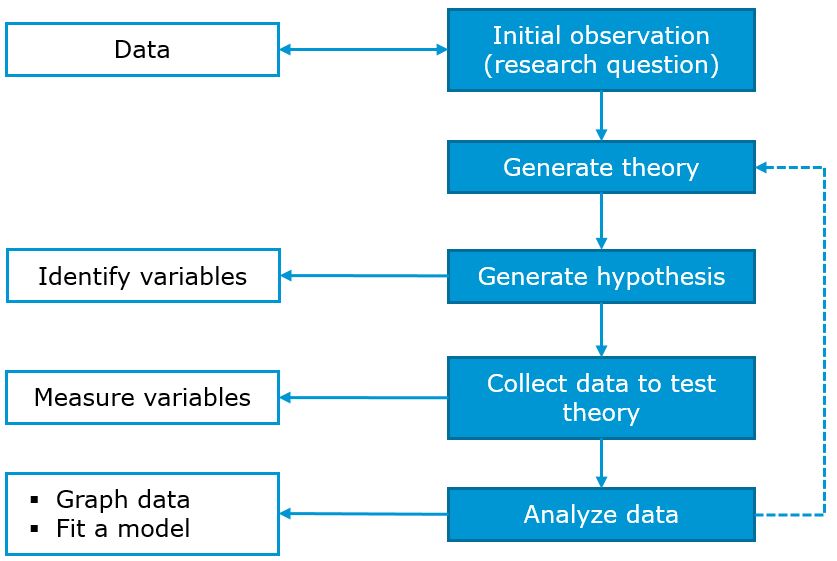 Data
Initial observation
(research question)
Generate theory
Identify variables
Generate hypothesis
Measure variables
Collect data to test
theory
▪ Graph data
▪ Fit a model
Analyze data